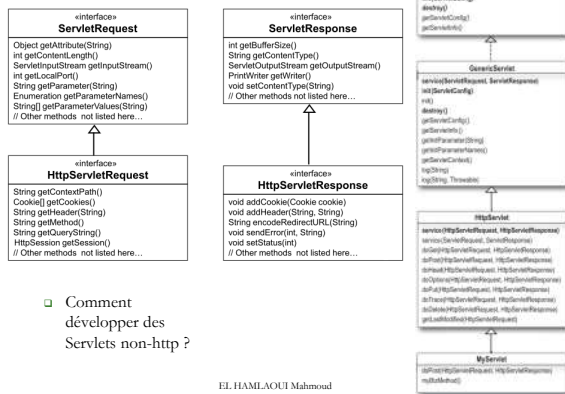 «interface»
ServletRequest
Object getAttribute(String)
int getContentLength()
ServletInputStream getInputStream()
int getLocalPort()
String getParameter(String)
Enumeration getParameterNames()
String[] getParameterValues(String)
// Other methods  not listed here…
«interface»
HttpServletRequest
String getContextPath()
Cookie[] getCookies()
String getHeader(String)
String getMethod()
String getQueryString()
HttpSession getSession()
// Other methods  not listed here…
«interface»
ServletResponse
int getBufferSize()
String getContentType()
ServletOutputStream getOutputStream()
PrintWriter getWriter()
void setContentType(String)
// Other methods  not listed here…
«interface»
HttpServletResponse
void addCookie(Cookie cookie)
void addHeader(String, String)
String encodeRedirectURL(String)
void sendError(int, String)
void setStatus(int)
// Other methods  not listed here…
destroy()
getServletConfig()
getServletInfo()
GenericServlet
service(ServletRequest, ServletResponse)
init(ServletConfig)
init()
destroy()
getServletConfig()
getServletInfo()
getInitParameter(String)
getInitParameterNames()
getServletContext()
log(String)
log(String, Throwable)
HttpServlet
service(HttpServletRequest, HttpServletResponse)
service(ServletRequest, ServletResponse)
doGet(HttpServletRequest, HttpServletResponse)
doPost(HttpServletRequest, HttpServletResponse)
doHead(HttpServletRequest, HttpServletResponse)
doOptions(HttpServletRequest, HttpServletResponse)
doPut(HttpServletRequest, HttpServletResponse)
doTrace(HttpServletRequest, HttpServletResponse)
doDelete(HttpServletRequest, HttpServletResponse)
getLastModified(HttpServletRequest)
MyServlet
doPost(HttpServletRequest, HttpServletResponse)
myBizMethod()
Comment
développer des
Servlets non-http ?
EL HAMLAOUI Mahmoud